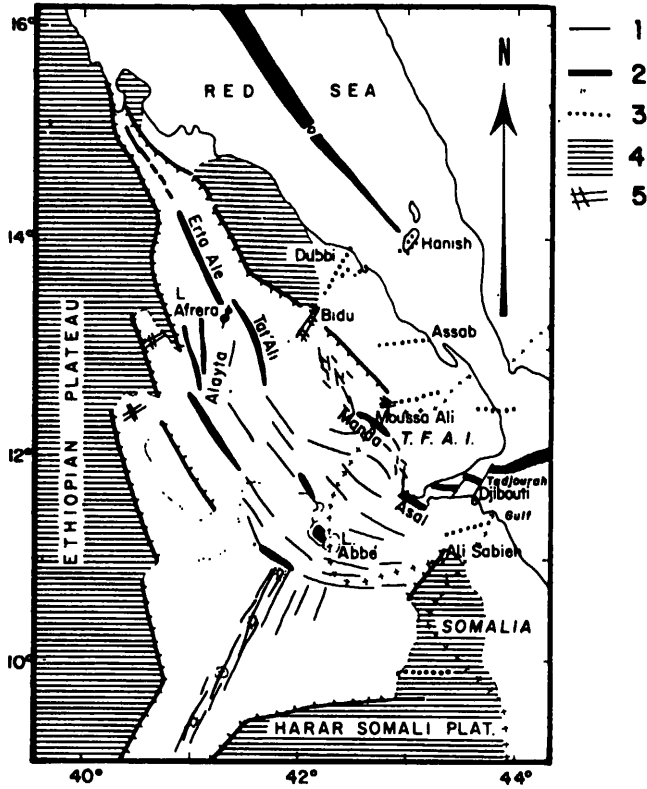 16°
14°
12°
10°
40°
42°
44°
RED SEA
N
1
2
3
4
5
Hanish
Dubbi
Erta Ale
L
Afrera
Tat'Ali
Bidu
Assab
Alayta
ETHIOPIAN PLATEAU
Manda
Moussa Ali
T. F. A. I.
Tadjourah
Djibouti
Gulf
Asal
L.
Abbé
Ali Sabieh
SOMALIA
HARAR SOMALI PLAT.